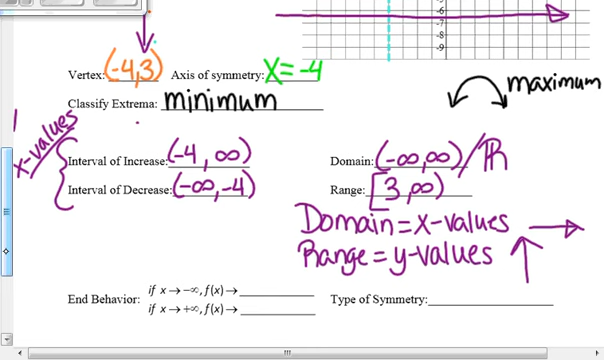 -6
-7
-8
-9
Vertex: (-4,3) Axis of symmetry: x=-4
Classify Extrema: minimum
maximum
x-values
Interval of Increase: (-4, ∞) Domain: (-∞,∞)/ℝ
Interval of Decrease: (-∞,-4) Range: [3,∞)
Domain=x-values →
Range=y-values ↑
End Behavior: if x → -∞, f(x) → Type of Symmetry:
if x → +∞, f(x) →